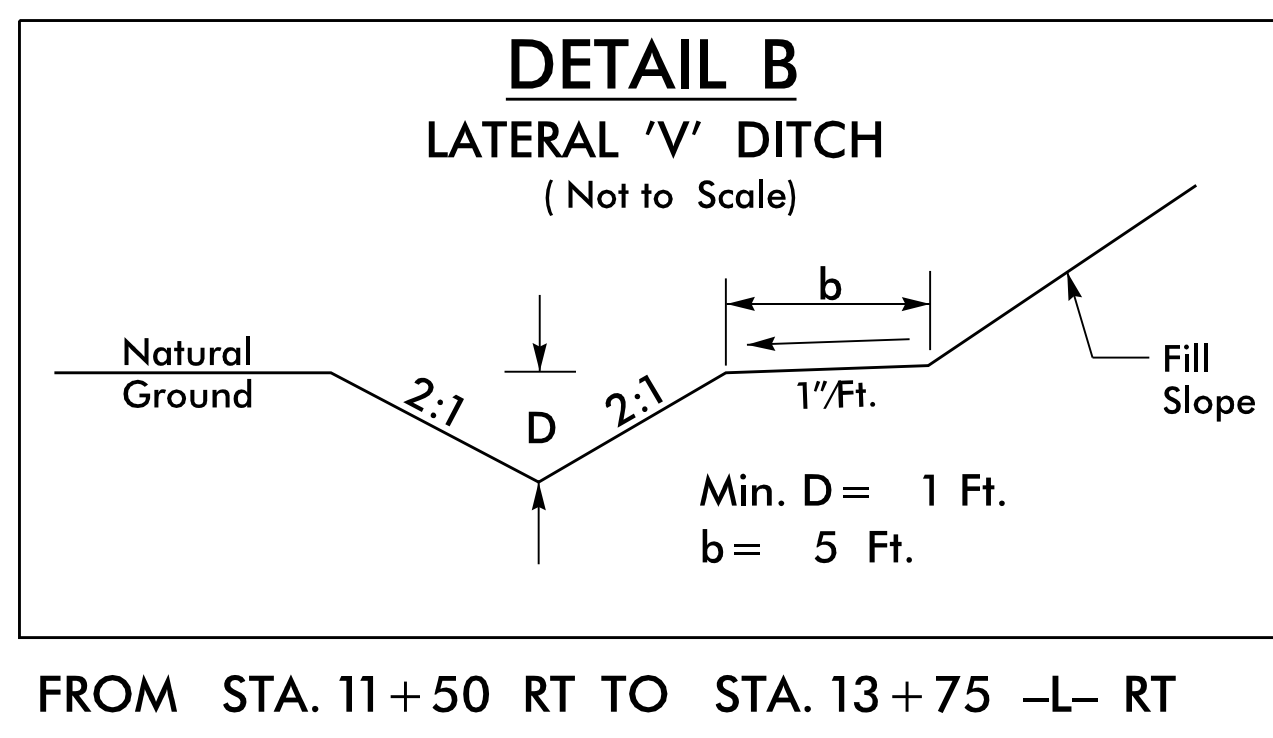 DETAIL B
LATERAL 'V' DITCH
( Not to Scale)
b
Natural
Ground
2:1
D
2:1
1"/Ft.
Fill
Slope
Min. D = 1 Ft.
b = 5 Ft.
FROM STA. 11+50 RT TO STA. 13+75 -L- RT